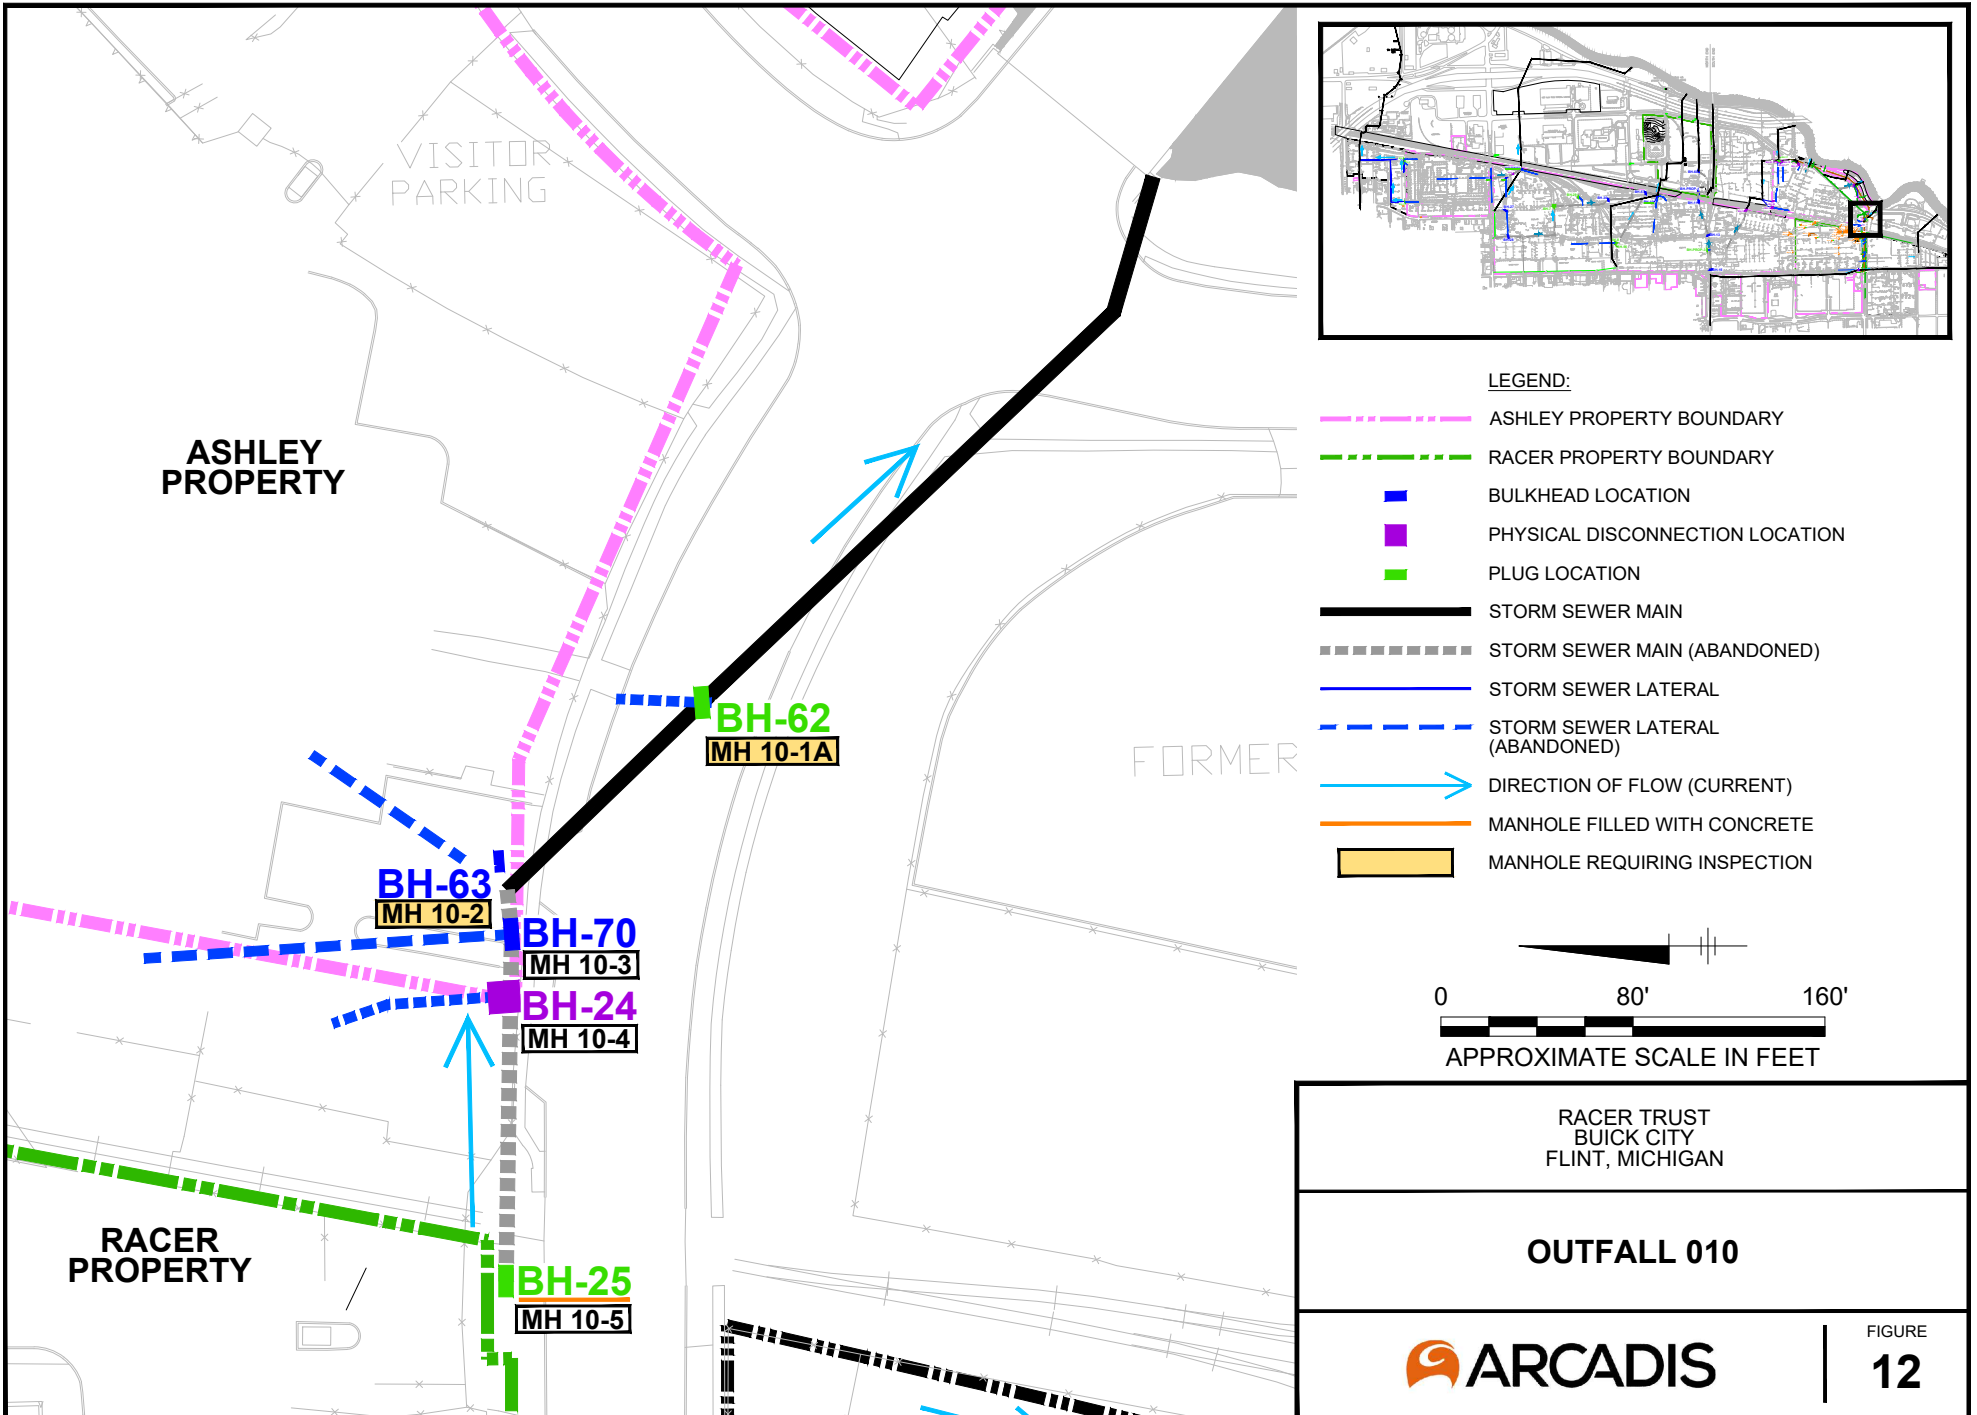 VISITOR
PARKING
ASHLEY
PROPERTY
BH-62
MH 10-1A
FORMER
BH-63
MH 10-2
BH-70
MH 10-3
BH-24
MH 10-4
RACER
PROPERTY
BH-25
MH 10-5
LEGEND:
ASHLEY PROPERTY BOUNDARY
RACER PROPERTY BOUNDARY
BULKHEAD LOCATION
PHYSICAL DISCONNECTION LOCATION
PLUG LOCATION
STORM SEWER MAIN
STORM SEWER MAIN (ABANDONED)
STORM SEWER LATERAL
STORM SEWER LATERAL
(ABANDONED)
DIRECTION OF FLOW (CURRENT)
MANHOLE FILLED WITH CONCRETE
MANHOLE REQUIRING INSPECTION
0 80' 160'
APPROXIMATE SCALE IN FEET
RACER TRUST
BUICK CITY
FLINT, MICHIGAN
OUTFALL 010
ARCADIS
FIGURE
12